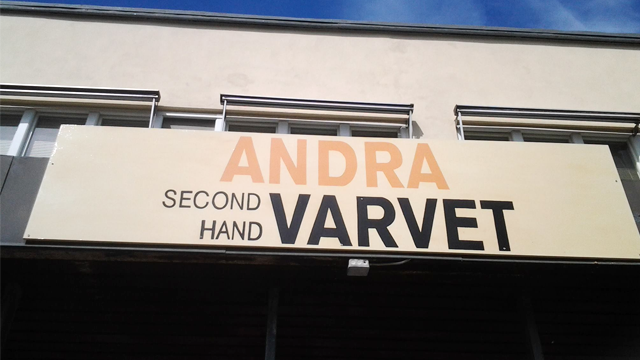 ANDRA
SECOND HAND VARVET